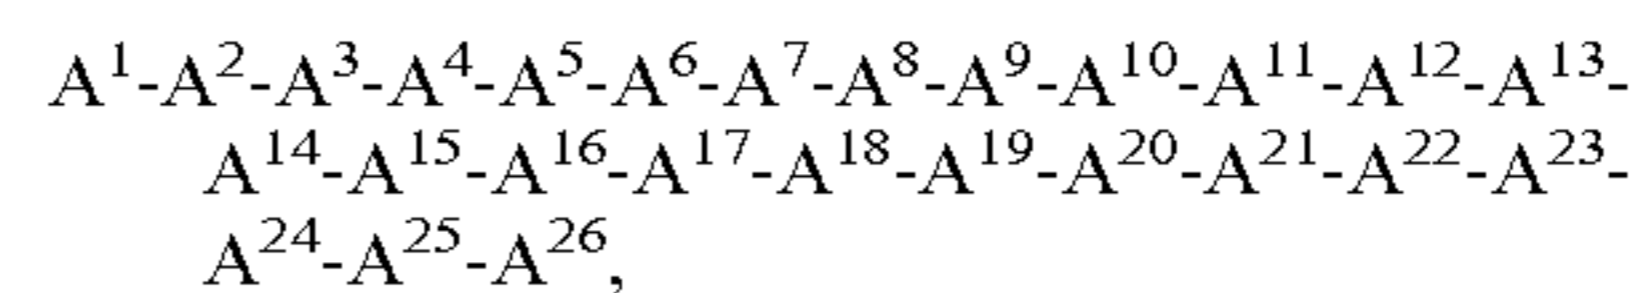 A¹-A²-A³-A⁴-A⁵-A⁶-A⁷-A⁸-A⁹-A¹⁰-A¹¹-A¹²-A¹³-
A¹⁴-A¹⁵-A¹⁶-A¹⁷-A¹⁸-A¹⁹-A²⁰-A²¹-A²²-A²³-
A²⁴-A²⁵-A²⁶,